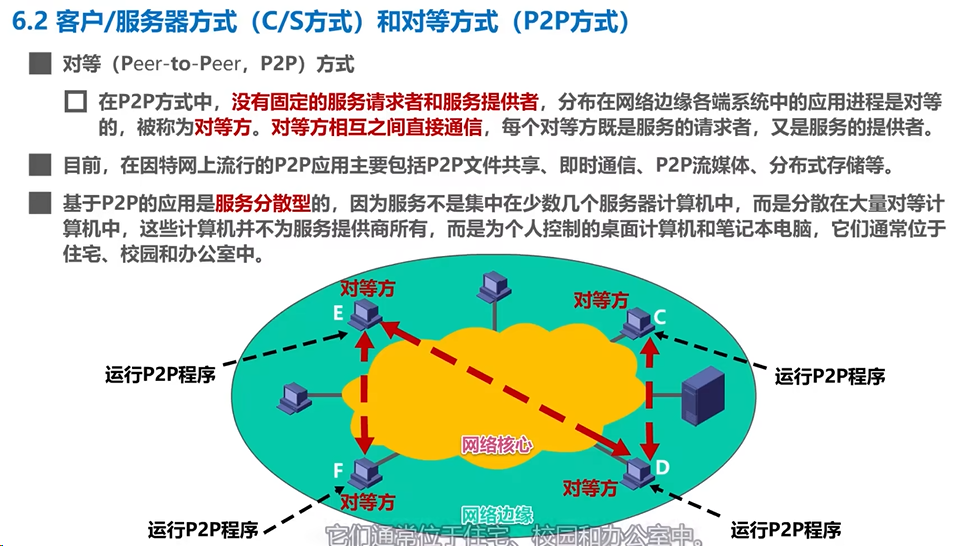 6.2 客户/服务器方式（C/S方式）和对等方式（P2P方式）
对等（Peer-to-Peer，P2P）方式
在P2P方式中，没有固定的服务请求者和服务提供者，分布在网络边缘各端系统中的应用进程是对等
的，被称为对等方。对等方相互之间直接通信，每个对等方既是服务的请求者，又是服务的提供者。
目前，在因特网上流行的P2P应用主要包括P2P文件共享、即时通信、P2P流媒体、分布式存储等。
基于P2P的应用是服务分散型的，因为服务不是集中在少数几个服务器计算机中，而是分散在大量对等计
算机中，这些计算机并不为服务提供商所有，而是为个人控制的桌面计算机和笔记本电脑，它们通常位于
住宅、校园和办公室中。
对等方
E
对等方
C
运行P2P程序
运行P2P程序
网络核心
F
对等方
D
对等方
网络边缘
运行P2P程序
运行P2P程序
它们通常位于住宅、校园和办公室中。